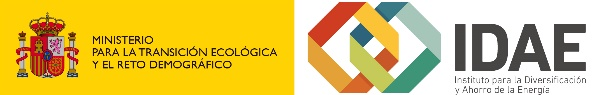 MINISTERIO
PARA LA TRANSICIÓN ECOLÓGICA
Y EL RETO DEMOGRÁFICO
IDAE
Instituto para la Diversificación
y Ahorro de la Energía